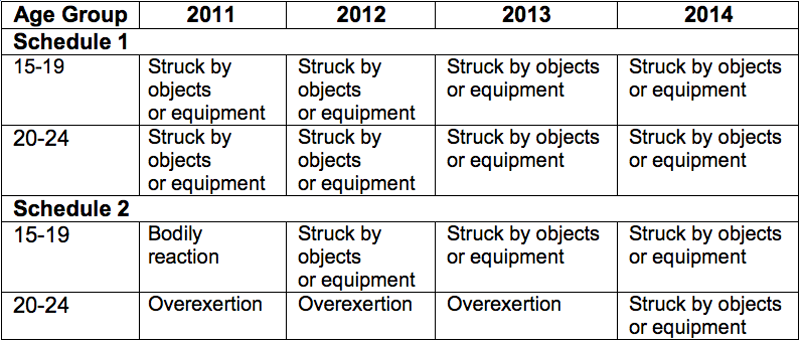 Age Group 2011 2012 2013 2014
Schedule 1
15-19 Struck by Struck by Struck by objects Struck by objects
objects objects or equipment or equipment
or equipment or equipment
20-24 Struck by Struck by Struck by objects Struck by objects
objects objects or equipment or equipment
or equipment or equipment
Schedule 2
15-19 Bodily Struck by Struck by objects Struck by objects
reaction objects or equipment or equipment
or equipment
20-24 Overexertion Overexertion Overexertion Struck by objects
or equipment